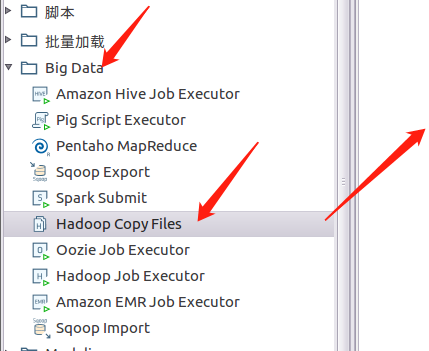 脚本
批量加载
Big Data
Amazon Hive Job Executor
Pig Script Executor
Pentaho MapReduce
Sqoop Export
Spark Submit
Hadoop Copy Files
Oozie Job Executor
Hadoop Job Executor
Amazon EMR Job Executor
Sqoop Import